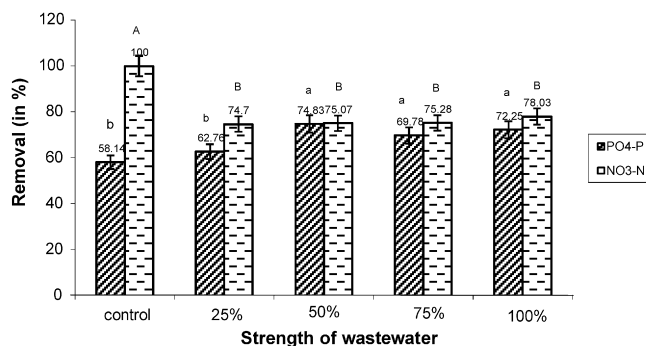 120
100
80
60
40
20
0
Removal (in %)
A
100
b
58.14
B
74.7
b
62.76
a
74.83
B
75.07
a
69.78
B
75.28
a
72.25
B
78.03
control
25%
50%
75%
100%
Strength of wastewater
PO4-P
NO3-N